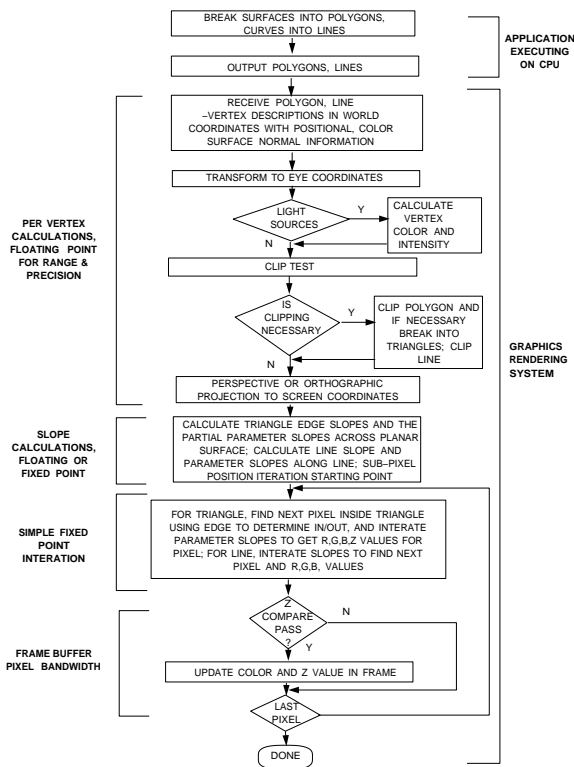 BREAK SURFACES INTO POLYGONS,
CURVES INTO LINES
OUTPUT POLYGONS, LINES
APPLICATION
EXECUTING
ON CPU
RECEIVE POLYGON, LINE
–VERTEX DESCRIPTIONS IN WORLD
COORDINATES WITH POSITIONAL, COLOR
SURFACE NORMAL INFORMATION
TRANSFORM TO EYE COORDINATES
LIGHT
SOURCES
Y
N
CALCULATE
VERTEX
COLOR AND
INTENSITY
CLIP TEST
IS
CLIPPING
NECESSARY
Y
N
CLIP POLYGON AND
IF NECESSARY
BREAK INTO
TRIANGLES; CLIP
LINE
PERSPECTIVE OR ORTHOGRAPHIC
PROJECTION TO SCREEN COORDINATES
PER VERTEX
CALCULATIONS,
FLOATING POINT
FOR RANGE &
PRECISION
GRAPHICS
RENDERING
SYSTEM
SLOPE
CALCULATIONS,
FLOATING OR
FIXED POINT
CALCULATE TRIANGLE EDGE SLOPES AND THE
PARTIAL PARAMETER SLOPES ACROSS PLANAR
SURFACE; CALCULATE LINE SLOPE AND
PARAMETER SLOPES ALONG LINE; SUB–PIXEL
POSITION ITERATION STARTING POINT
SIMPLE FIXED
POINT
INTERATION
FOR TRIANGLE, FIND NEXT PIXEL INSIDE TRIANGLE
USING EDGE TO DETERMINE IN/OUT, AND INTERATE
PARAMETER SLOPES TO GET R,G,B,Z VALUES FOR
PIXEL; FOR LINE, INTERATE SLOPES TO FIND NEXT
PIXEL AND R,G,B, VALUES
FRAME BUFFER
PIXEL BANDWIDTH
Z
COMPARE
PASS
?
N
Y
UPDATE COLOR AND Z VALUE IN FRAME
LAST
PIXEL
DONE